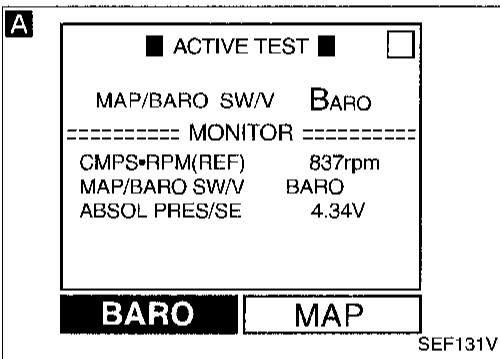 A
■ ACTIVE TEST ■
MAP/BARO SW/V BARO
========== MONITOR ==========
CMPS•RPM(REF) 837rpm
MAP/BARO SW/V BARO
ABSOL PRES/SE 4.34V
BARO MAP
SEF131V